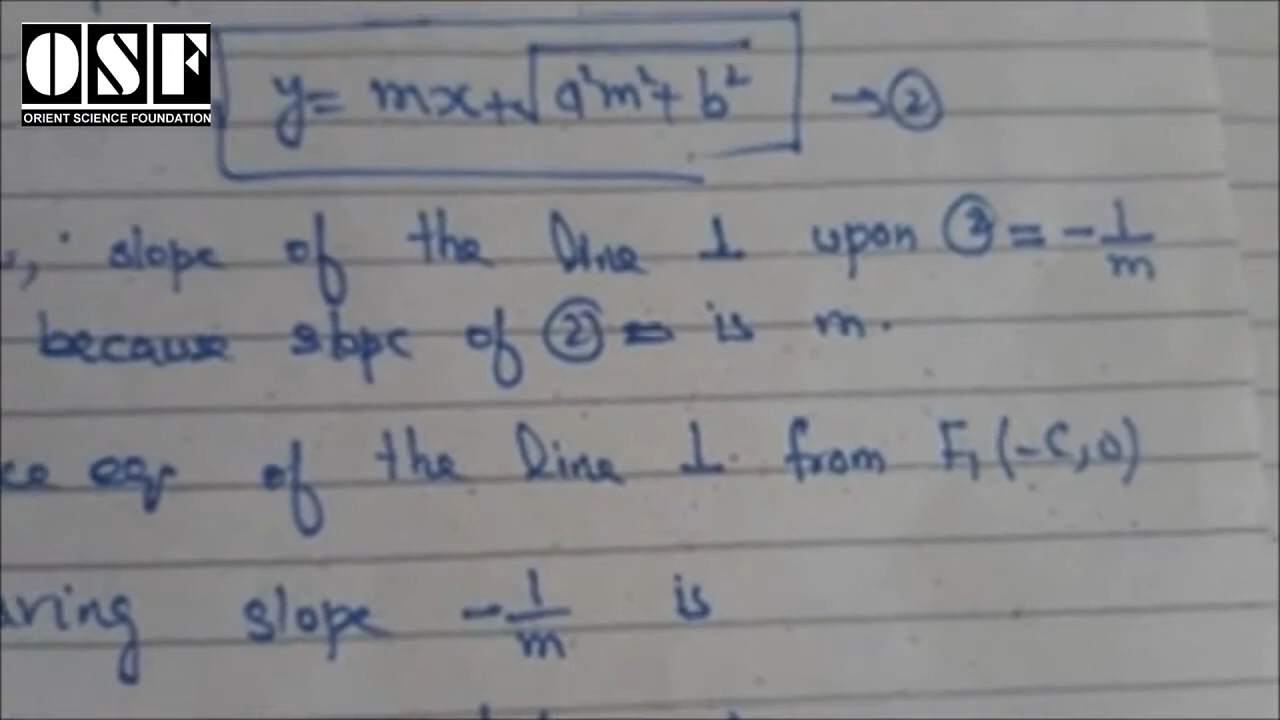 OSF
ORIENT SCIENCE FOUNDATION
y = mx + √(a²m² + b²) → ②
slope of the line ⊥ upon ② = -1/m
because slope of ② = is m.
eq of the line ⊥ from F₁(-c, 0)
slope -1/m is